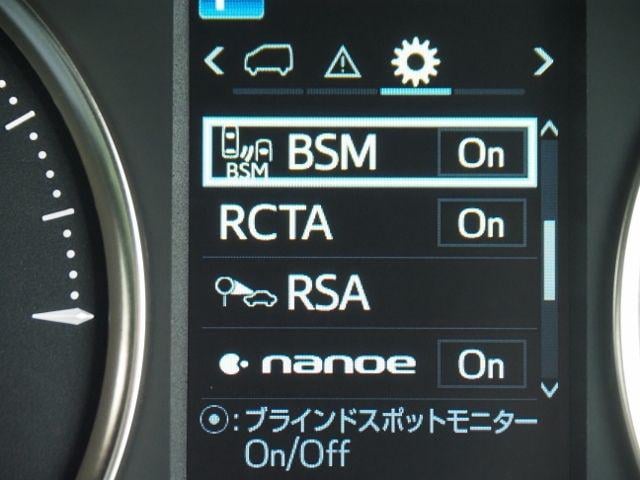 BSM BSM On
RCTA On
RSA
nanoe On
:ブラインドスポットモニター
On/Off